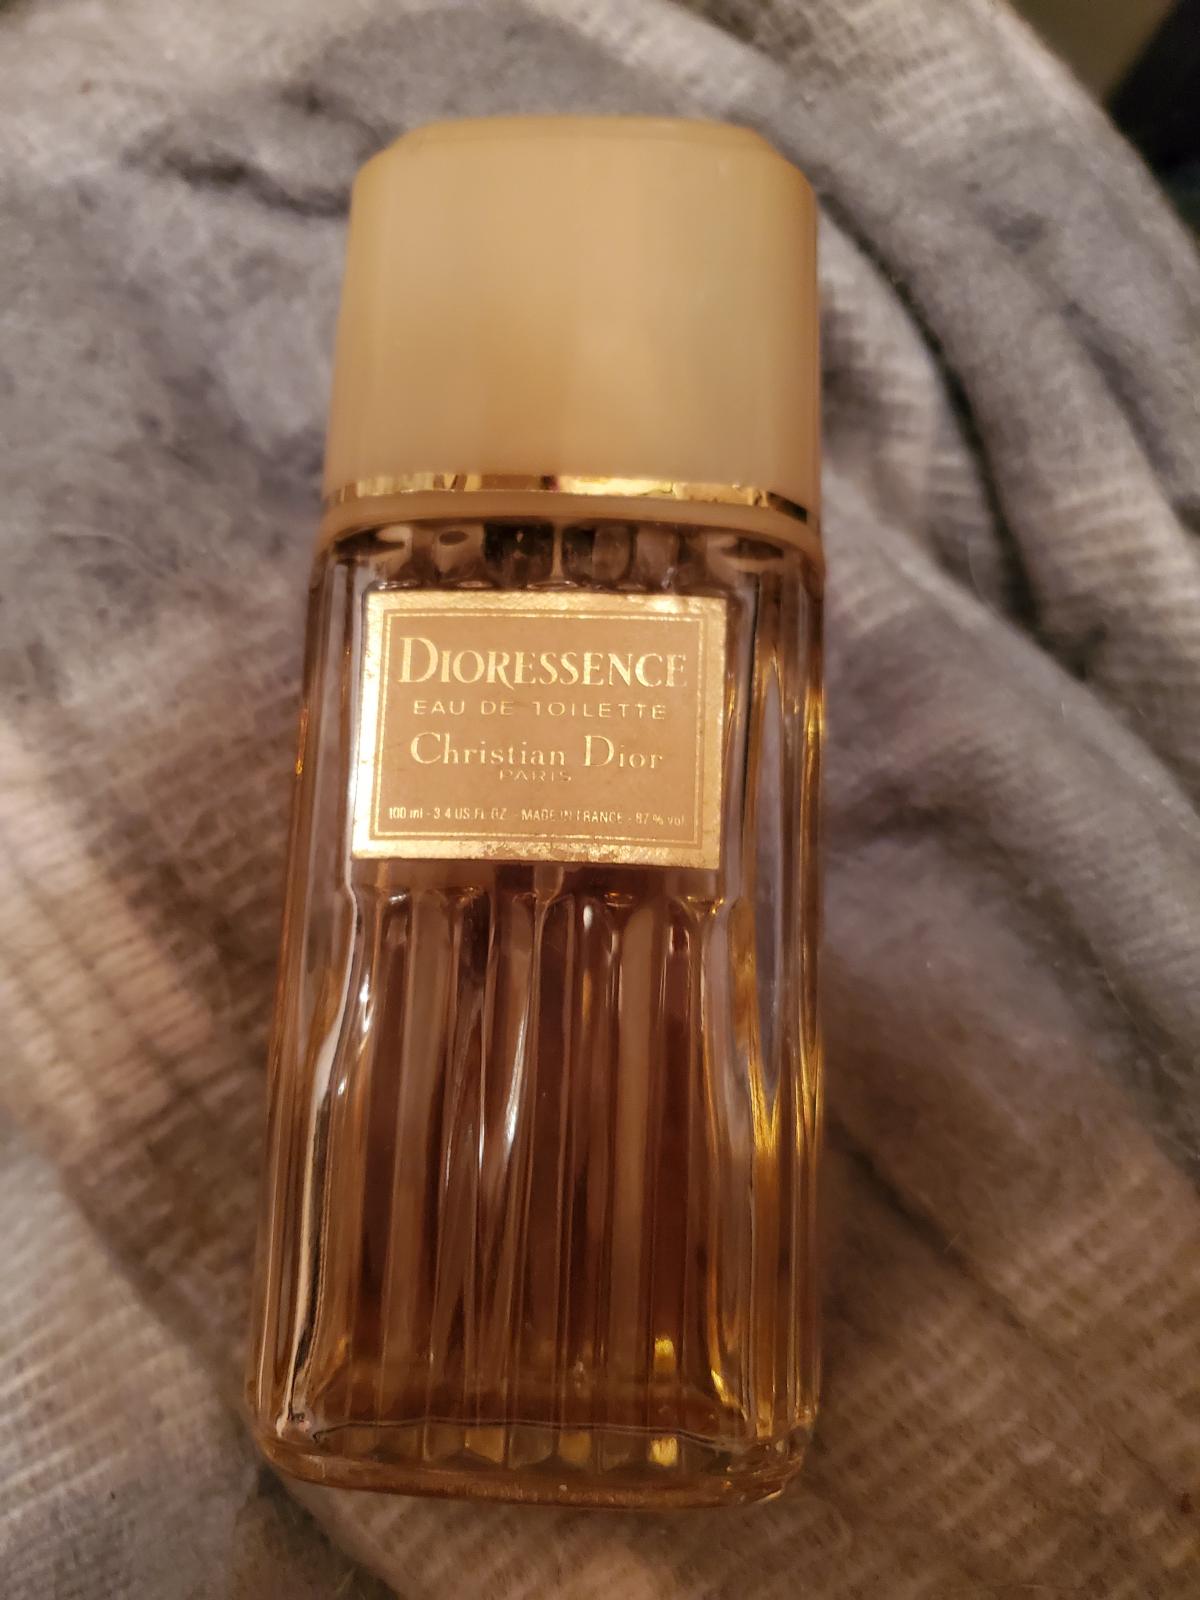 DIORESSENCE
EAU DE TOILETTE
Christian Dior
PARIS
100 ml - 3.4 US.FL.OZ. - MADE IN FRANCE - 87 % vol